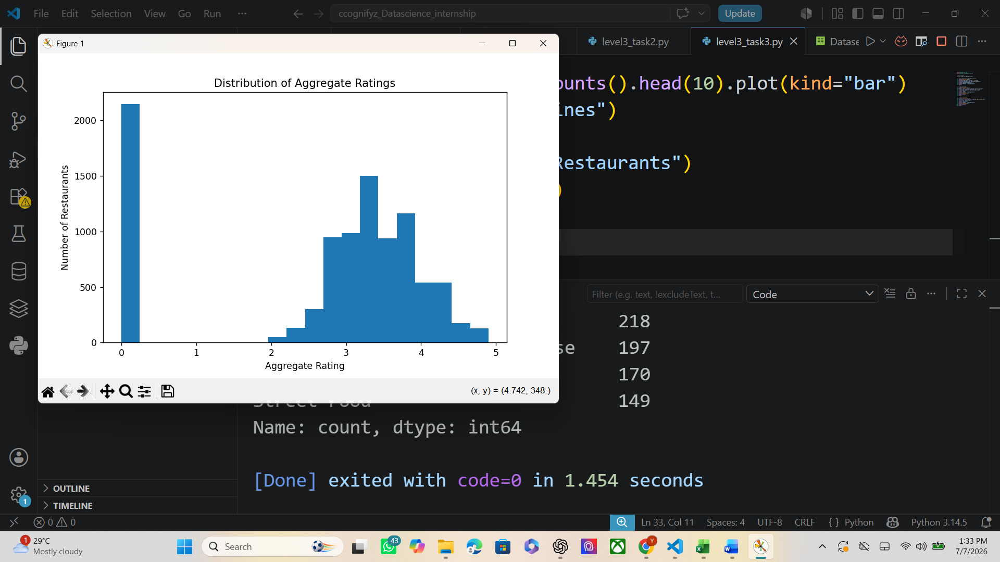 File Edit Selection View Go Run ···
ccognifyz_Datascience_internship
Update
Figure 1
level3_task2.py
level3_task3.py
Datase
Distribution of Aggregate Ratings
Number of Restaurants
2000
1500
1000
500
0
0 1 2 3 4 5
Aggregate Rating
(x, y) = (4.742, 348.)
ounts().head(10).plot(kind="bar")
ines")
Restaurants")
)
Filter (e.g. text, !excludeText, t...
Code
218
se 197
170
Street Food 149
Name: count, dtype: int64
[Done] exited with code=0 in 1.454 seconds
OUTLINE
TIMELINE
1
0 0
Ln 33, Col 11
Spaces: 4
UTF-8
CRLF
{ } Python
Python 3.14.5
1
29°C
Mostly cloudy
Search
43
Y
1:33 PM
7/7/2026